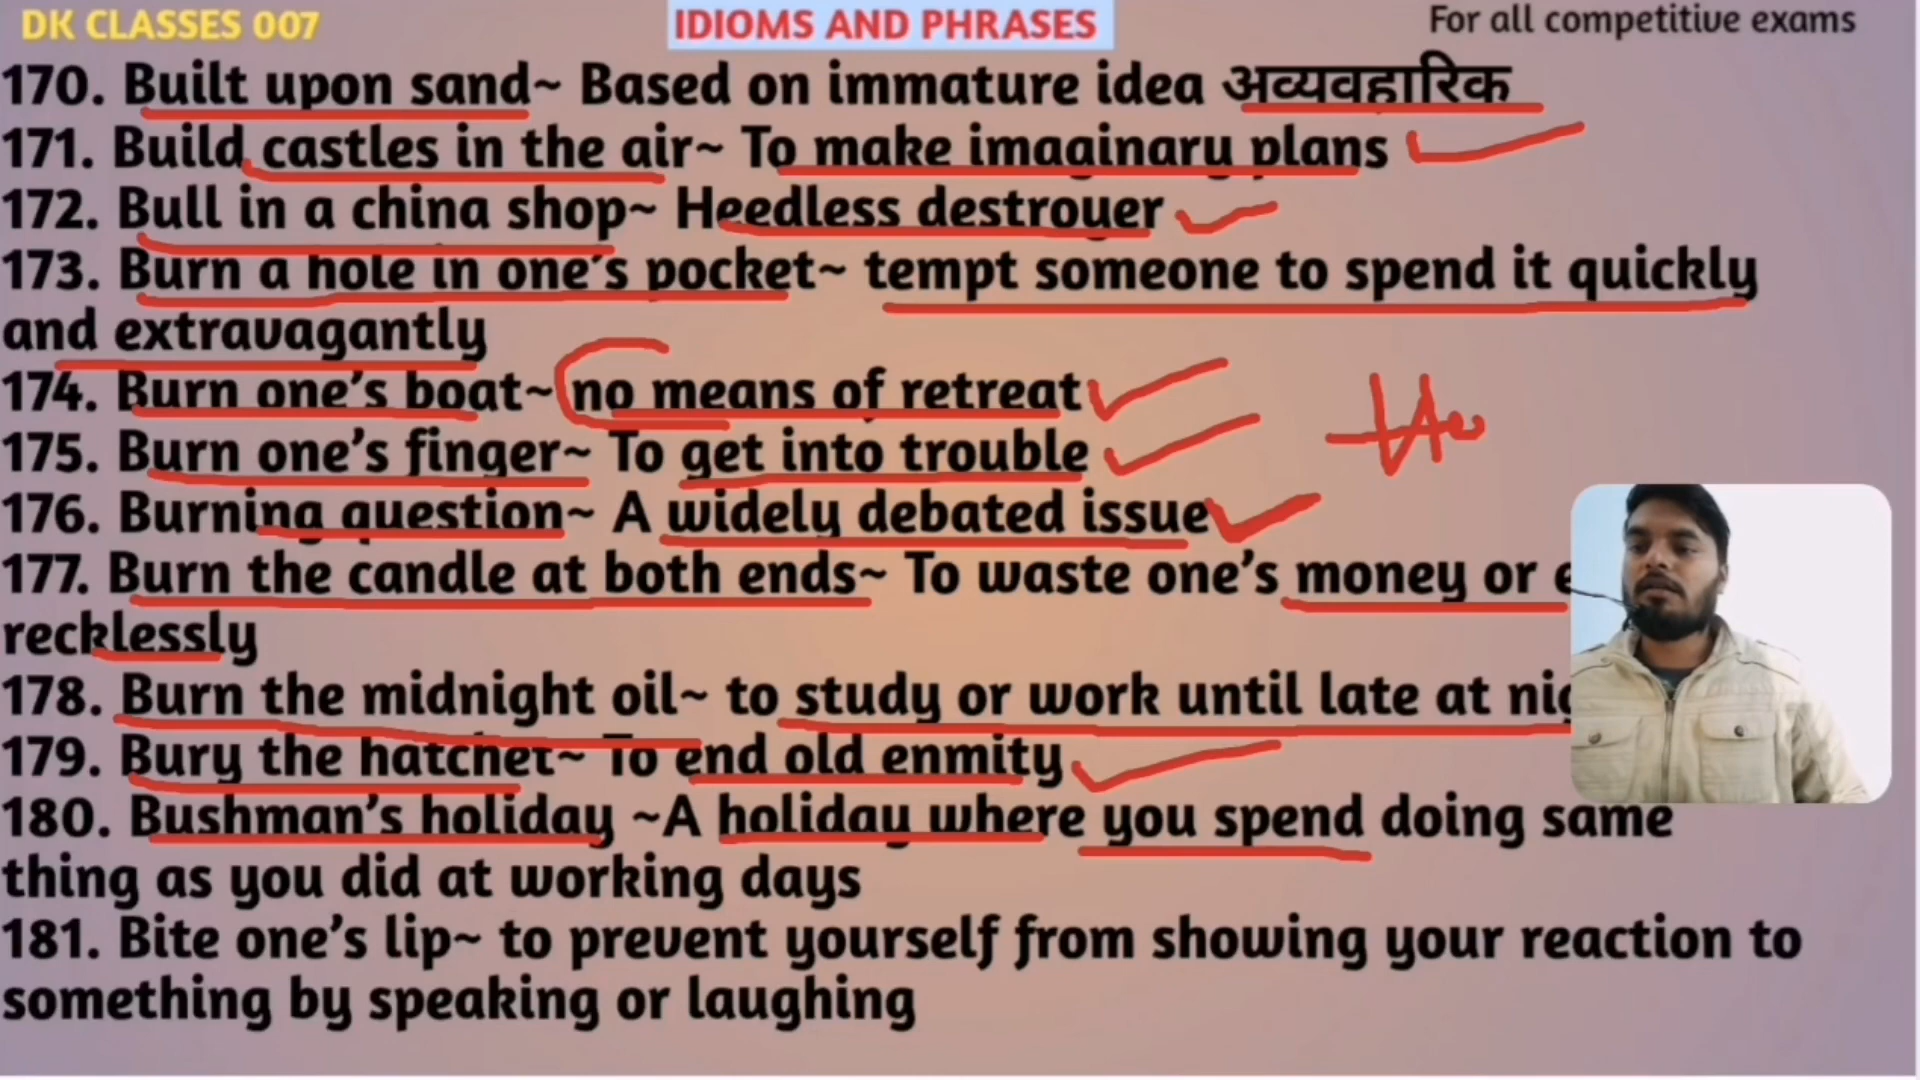 DK CLASSES 007 IDIOMS AND PHRASES For all competitive exams
170. Built upon sand~ Based on immature idea अव्यवहारिक
171. Build castles in the air~ To make imaginary plans
172. Bull in a china shop~ Heedless destroyer
173. Burn a hole in one's pocket~ tempt someone to spend it quickly
and extravagantly
174. Burn one's boat~ no means of retreat
175. Burn one's finger~ To get into trouble
176. Burning question~ A widely debated issue
177. Burn the candle at both ends~ To waste one's money or
recklessly
178. Burn the midnight oil~ to study or work until late at
179. Bury the hatchet~ To end old enmity
180. Bushman's holiday ~A holiday where you spend doing same
thing as you did at working days
181. Bite one's lip~ to prevent yourself from showing your reaction to
something by speaking or laughing